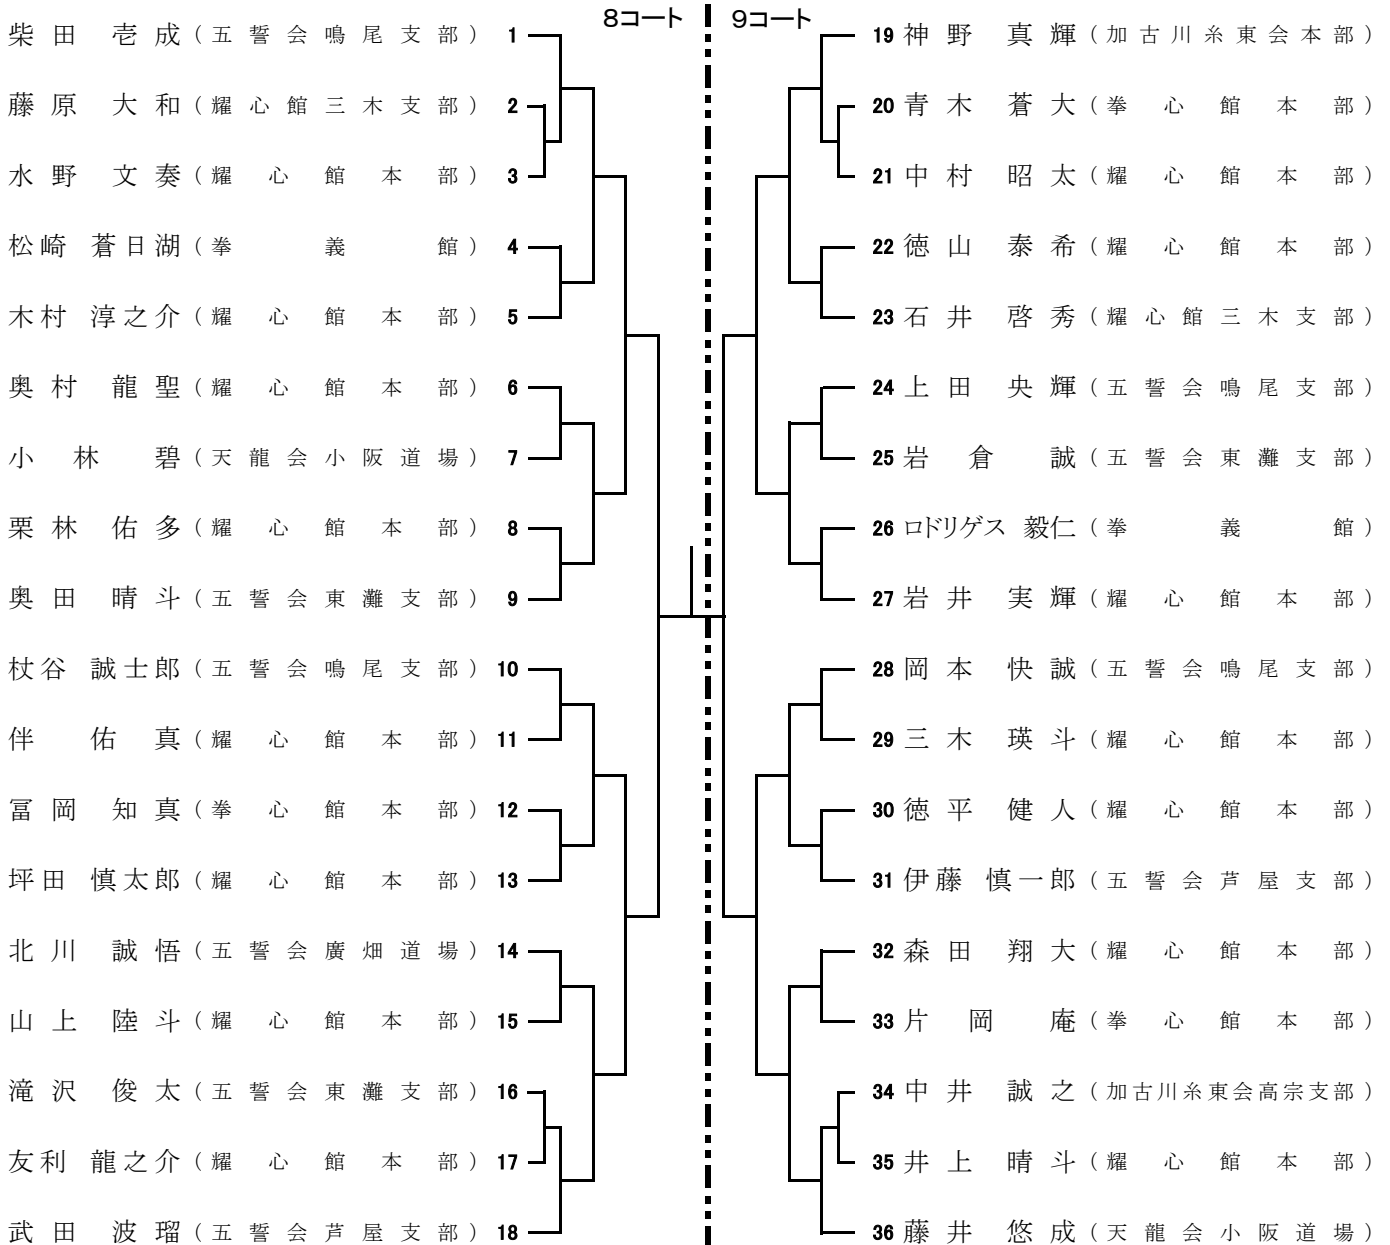 8コート 9コート
柴田 壱成 (五誓会鳴尾支部) 1
藤原 大和 (耀心館三木支部) 2
水野 文奏 (耀心館本部) 3
松崎 蒼日湖 (拳義館) 4
木村 淳之介 (耀心館本部) 5
奥村 龍聖 (耀心館本部) 6
小林 碧 (天龍会小阪道場) 7
栗林 佑多 (耀心館本部) 8
奥田 晴斗 (五誓会東灘支部) 9
杖谷 誠士郎 (五誓会鳴尾支部) 10
伴 佑真 (耀心館本部) 11
冨岡 知真 (拳心館本部) 12
坪田 慎太郎 (耀心館本部) 13
北川 誠悟 (五誓会廣畑道場) 14
山上 陸斗 (耀心館本部) 15
滝沢 俊太 (五誓会東灘支部) 16
友利 龍之介 (耀心館本部) 17
武田 波瑠 (五誓会芦屋支部) 18
19 神野 真輝 (加古川糸東会本部)
20 青木 蒼大 (拳心館本部)
21 中村 昭太 (耀心館本部)
22 徳山 泰希 (耀心館本部)
23 石井 啓秀 (耀心館三木支部)
24 上田 央輝 (五誓会鳴尾支部)
25 岩倉 誠 (五誓会東灘支部)
26 ロドリゲス 毅仁 (拳義館)
27 岩井 実輝 (耀心館本部)
28 岡本 快誠 (五誓会鳴尾支部)
29 三木 瑛斗 (耀心館本部)
30 徳平 健人 (耀心館本部)
31 伊藤 慎一郎 (五誓会芦屋支部)
32 森田 翔大 (耀心館本部)
33 片岡 庵 (拳心館本部)
34 中井 誠之 (加古川糸東会高宗支部)
35 井上 晴斗 (耀心館本部)
36 藤井 悠成 (天龍会小阪道場)